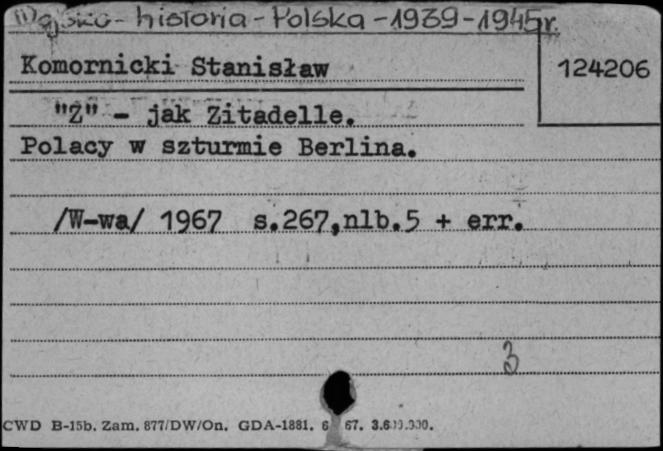 Wojsko - historia - Polska - 1939 - 1945 r.
Komornicki Stanisław
124206
"Z" - jak Zitadelle.
Polacy w szturmie Berlina.
/W-wa/ 1967 s.267,nlb.5 + err.
3
CWD B-15b. Zam. 877/DW/On. GDA-1881. 6 67.